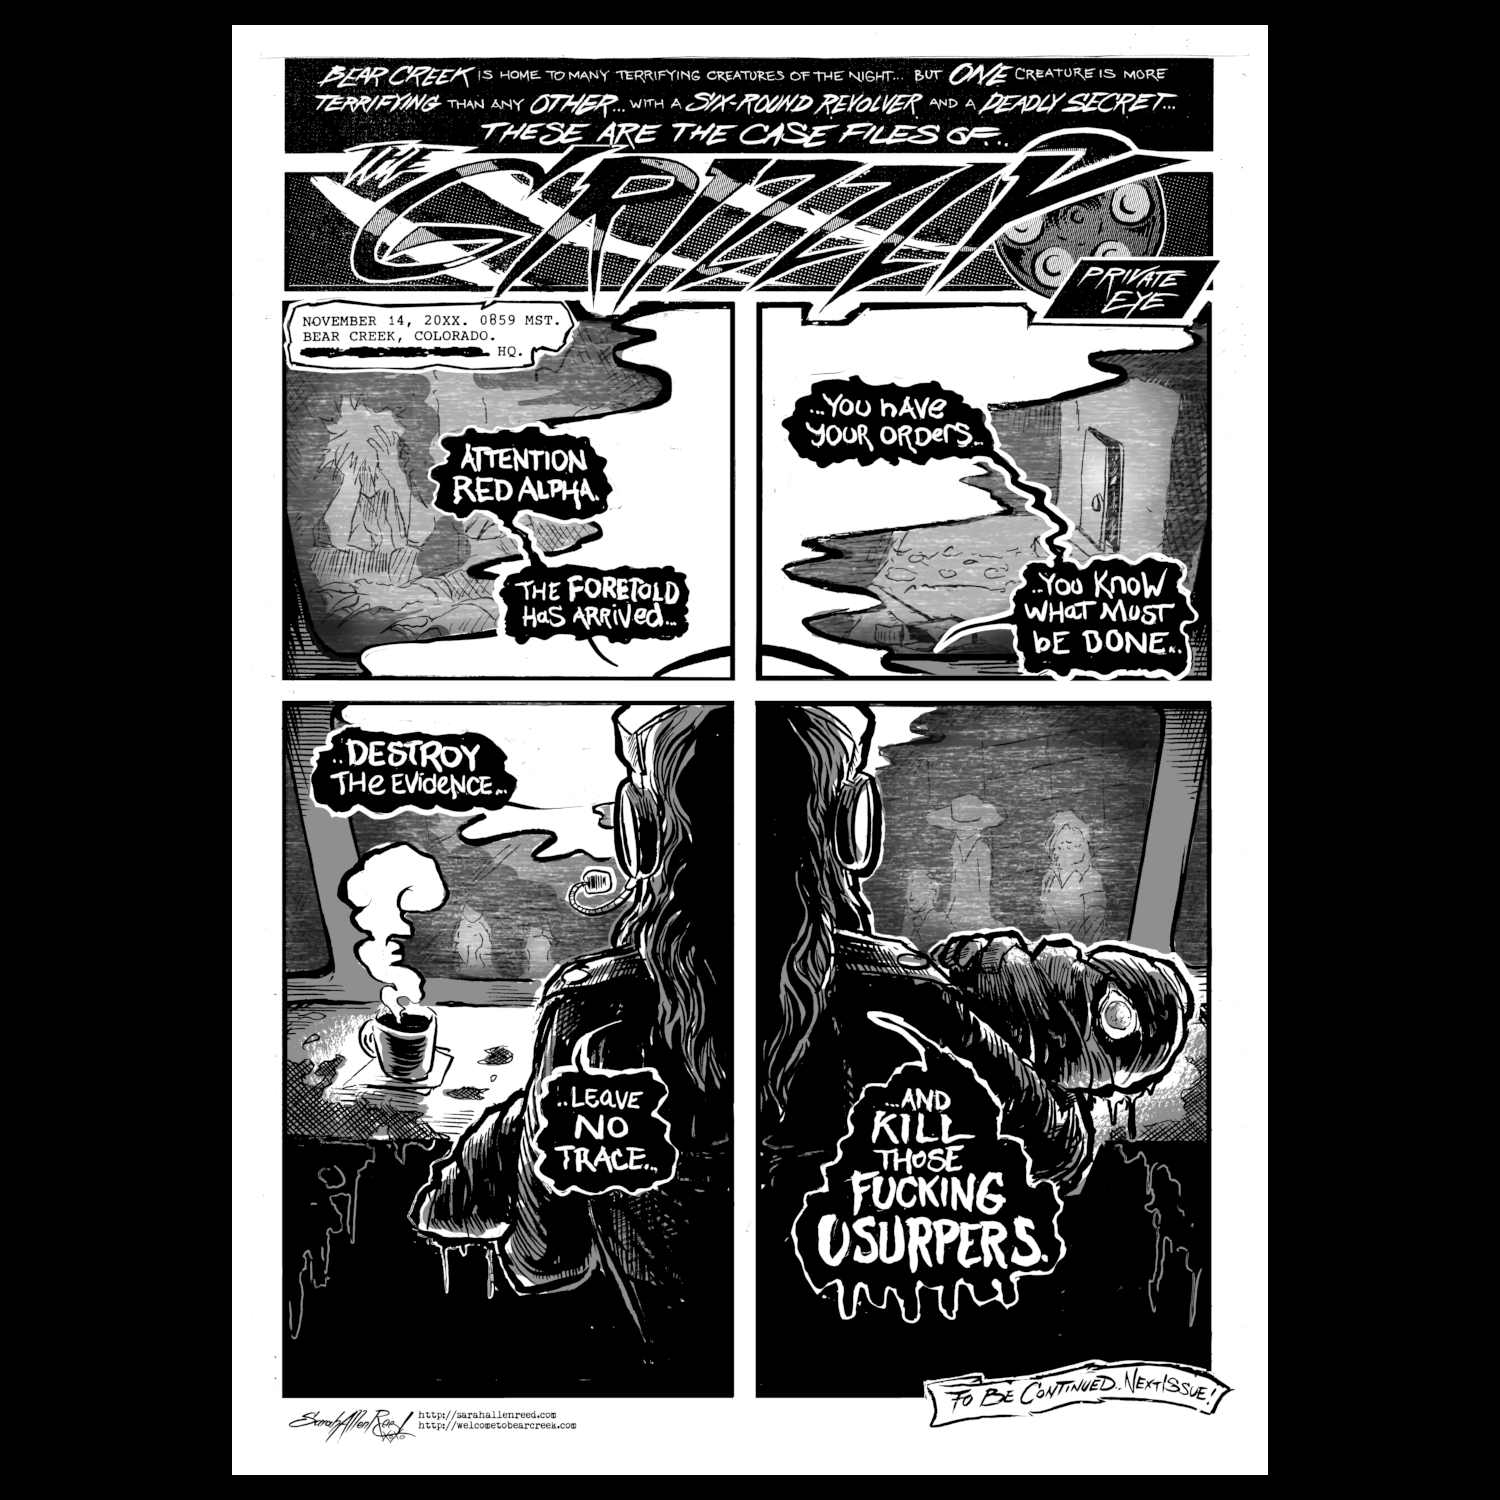 BEAR CREEK IS HOME TO MANY TERRIFYING CREATURES OF THE NIGHT... BUT ONE CREATURE IS MORE
TERRIFYING THAN ANY OTHER... WITH A SIX-ROUND REVOLVER AND A DEADLY SECRET...
THESE ARE THE CASE FILES OF...
THE
GRIZZLY
PRIVATE
EYE
NOVEMBER 14, 20XX. 0859 MST.
BEAR CREEK, COLORADO.
HQ.
ATTENTION
RED ALPHA.
THE FORETOLD
HAS ARRIVED...
...YOU HAVE
YOUR ORDERS...
..YOU KNOW
WHAT MUST
BE DONE...
..DESTROY
THE EVIDENCE...
..LEAVE
NO
TRACE...
...AND
KILL
THOSE
FUCKING
USURPERS.
TO BE CONTINUED..NEXT ISSUE!
Sarah Allen Reed
XOXO
http://sarahallenreed.com
http://welcometobearcreek.com